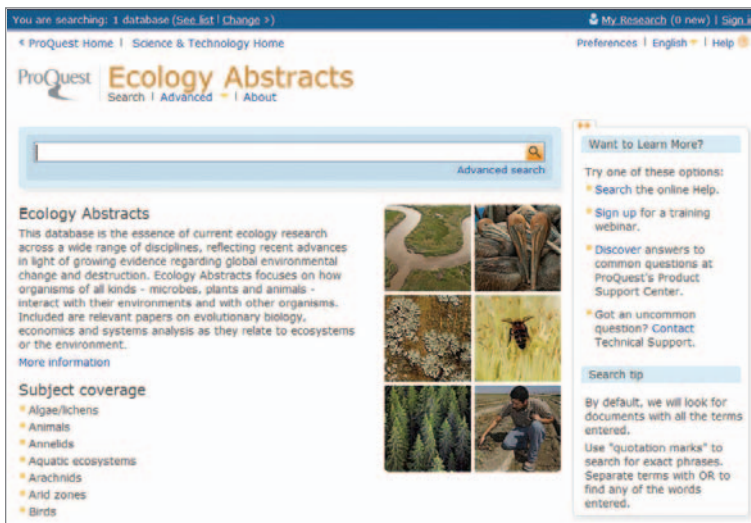 You are searching: 1 database (See list | Change >)
My Research (0 new) | Sign i
« ProQuest Home | Science & Technology Home
Preferences | English | Help
ProQuest
Ecology Abstracts
Search | Advanced | About
Advanced search
Ecology Abstracts
This database is the essence of current ecology research
across a wide range of disciplines, reflecting recent advances
in light of growing evidence regarding global environmental
change and destruction. Ecology Abstracts focuses on how
organisms of all kinds - microbes, plants and animals -
interact with their environments and with other organisms.
Included are relevant papers on evolutionary biology,
economics and systems analysis as they relate to ecosystems
or the environment.
More information
Subject coverage
Algae/lichens
Animals
Annelids
Aquatic ecosystems
Arachnids
Arid zones
Birds
Want to Learn More?
Try one of these options:
Search the online Help.
Sign up for a training
webinar.
Discover answers to
common questions at
ProQuest's Product
Support Center.
Got an uncommon
question? Contact
Technical Support.
Search tip
By default, we will look for
documents with all the terms
entered.
Use "quotation marks" to
search for exact phrases.
Separate terms with OR to
find any of the words
entered.